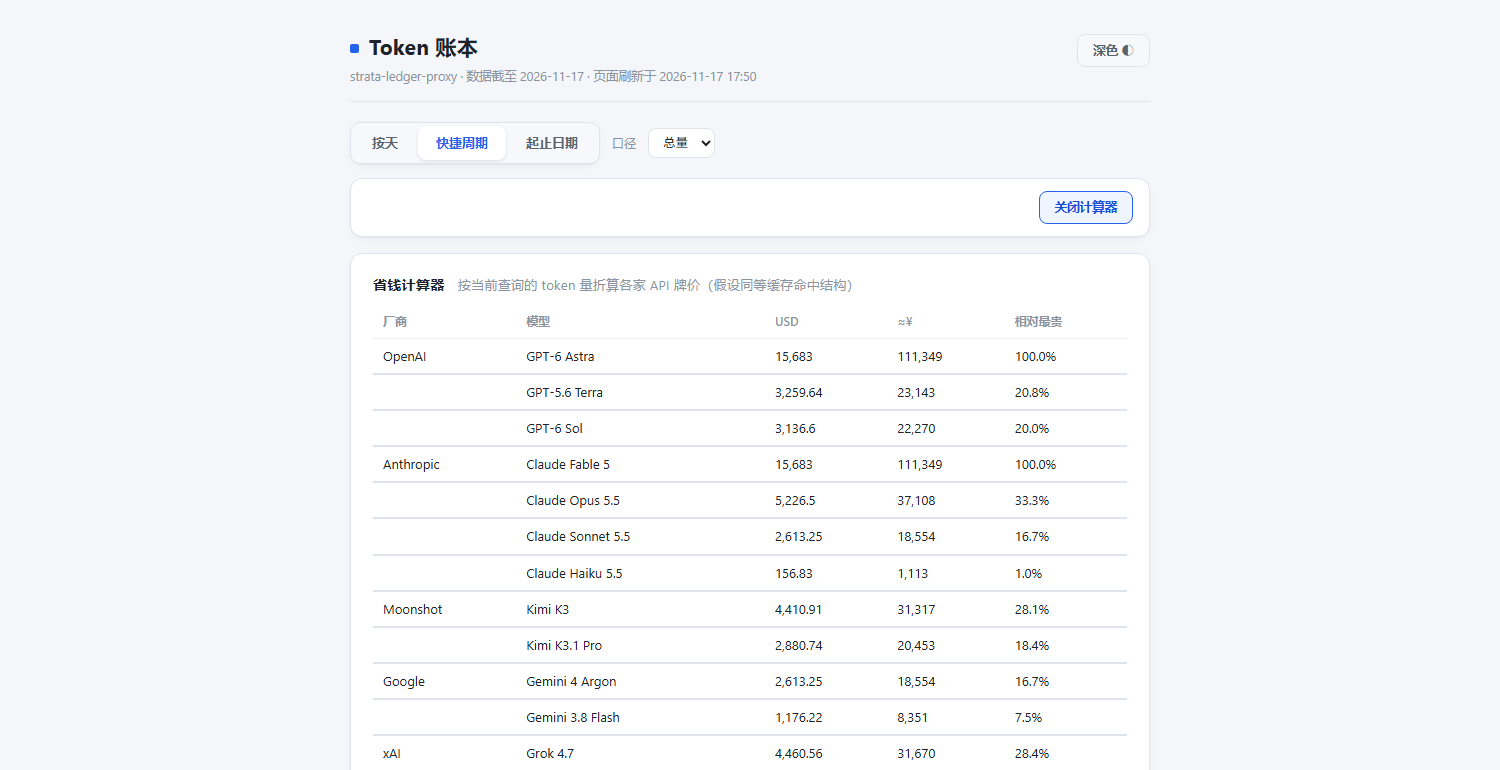 Token 账本
深色
strata-ledger-proxy · 数据截至 2026-11-17 · 页面刷新于 2026-11-17 17:50
按天 快捷周期 起止日期 口径 总量
关闭计算器
省钱计算器 按当前查询的 token 量折算各家 API 牌价（假设同等缓存命中结构）
厂商 模型 USD ≈¥ 相对最贵
OpenAI GPT-6 Astra 15,683 111,349 100.0%
GPT-5.6 Terra 3,259.64 23,143 20.8%
GPT-6 Sol 3,136.6 22,270 20.0%
Anthropic Claude Fable 5 15,683 111,349 100.0%
Claude Opus 5.5 5,226.5 37,108 33.3%
Claude Sonnet 5.5 2,613.25 18,554 16.7%
Claude Haiku 5.5 156.83 1,113 1.0%
Moonshot Kimi K3 4,410.91 31,317 28.1%
Kimi K3.1 Pro 2,880.74 20,453 18.4%
Google Gemini 4 Argon 2,613.25 18,554 16.7%
Gemini 3.8 Flash 1,176.22 8,351 7.5%
xAI Grok 4.7 4,460.56 31,670 28.4%